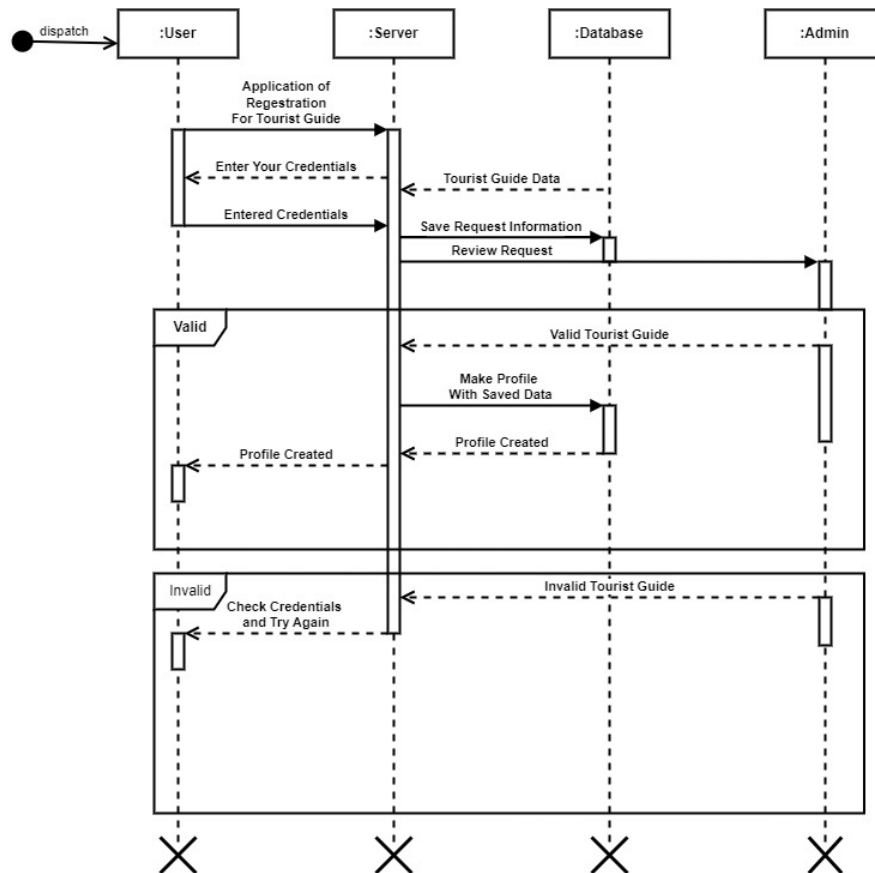 dispatch
:User
:Server
:Database
:Admin
Application of
Regestration
For Tourist Guide
Enter Your Credentials
Tourist Guide Data
Entered Credentials
Save Request Information
Review Request
Valid
Valid Tourist Guide
Make Profile
With Saved Data
Profile Created
Profile Created
Invalid
Invalid Tourist Guide
Check Credentials
and Try Again